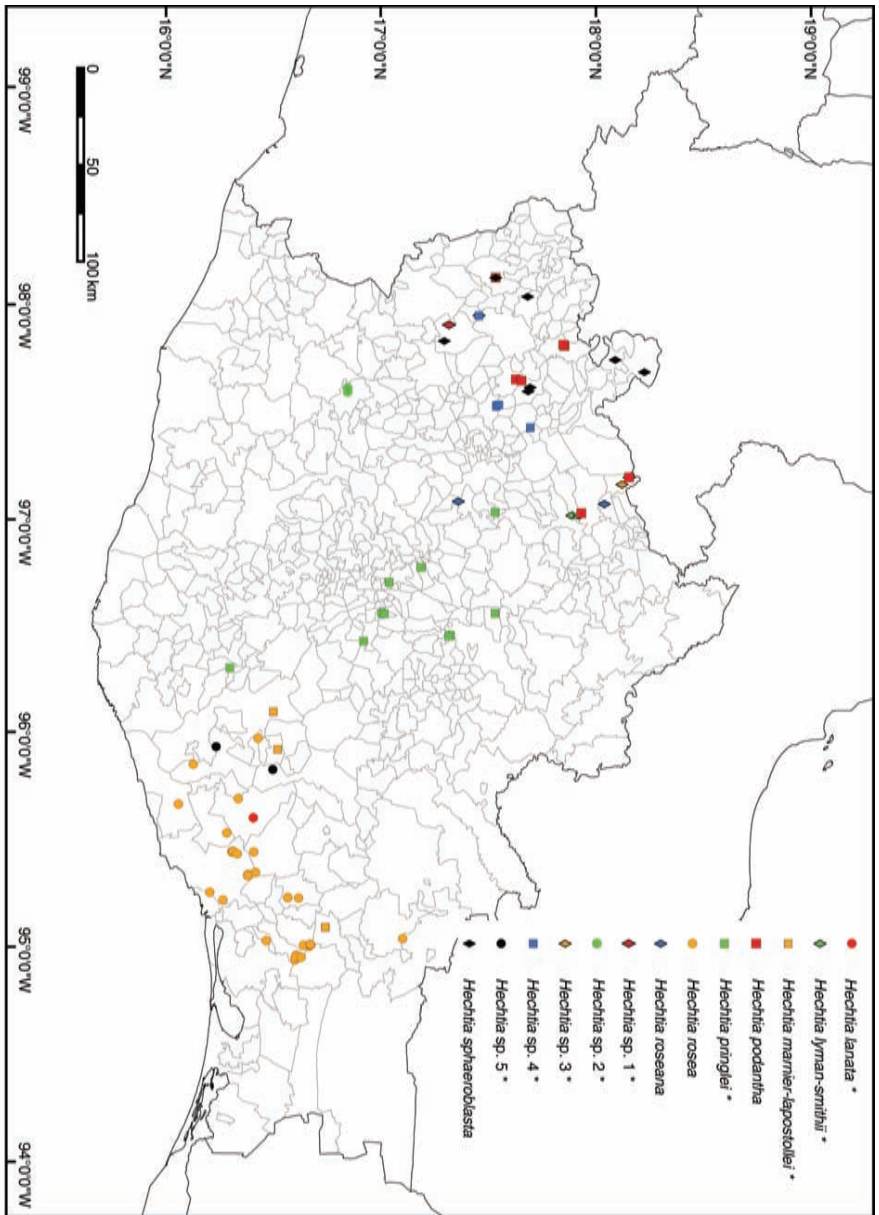 19°0'0"N
18°0'0"N
17°0'0"N
16°0'0"N
99°0'0"W
98°0'0"W
97°0'0"W
96°0'0"W
95°0'0"W
94°0'0"W
0 50 100 km
Hechtia lanata *
Hechtia lyman-smithii *
Hechtia marnier-lapostollei *
Hechtia podantha
Hechtia pringlei *
Hechtia rosea
Hechtia roseana
Hechtia sp. 1 *
Hechtia sp. 2 *
Hechtia sp. 3 *
Hechtia sp. 4 *
Hechtia sp. 5 *
Hechtia sphaeroblasta